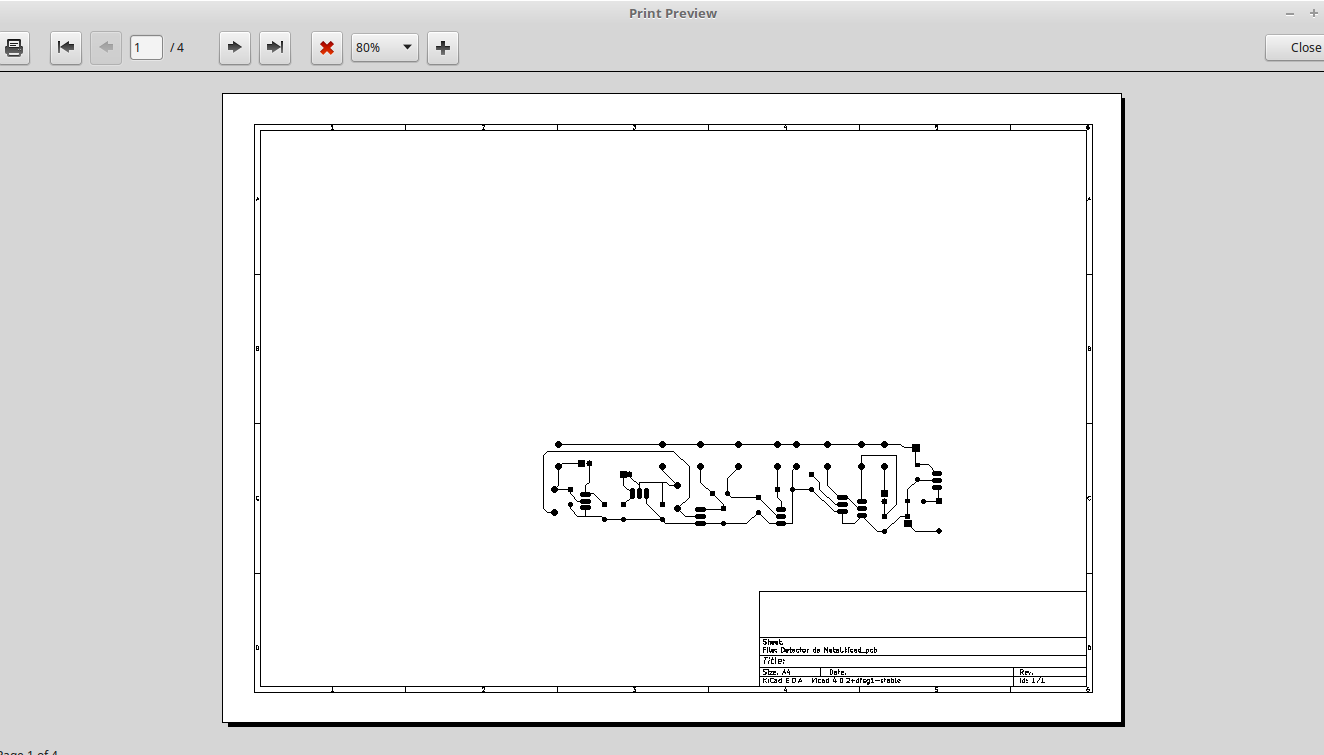 Print Preview
1 / 4
80%
Close
1 2 3 4 5 6
A A
B B
C C
D D
Sheet:
File: Detector de Metal.kicad_pcb
Title:
Size: A4 Date: Rev:
KiCad E.D.A. kicad 4.0.2+dfsg1-stable Id: 1/1
1 2 3 4 5 6
Page 1 of 4